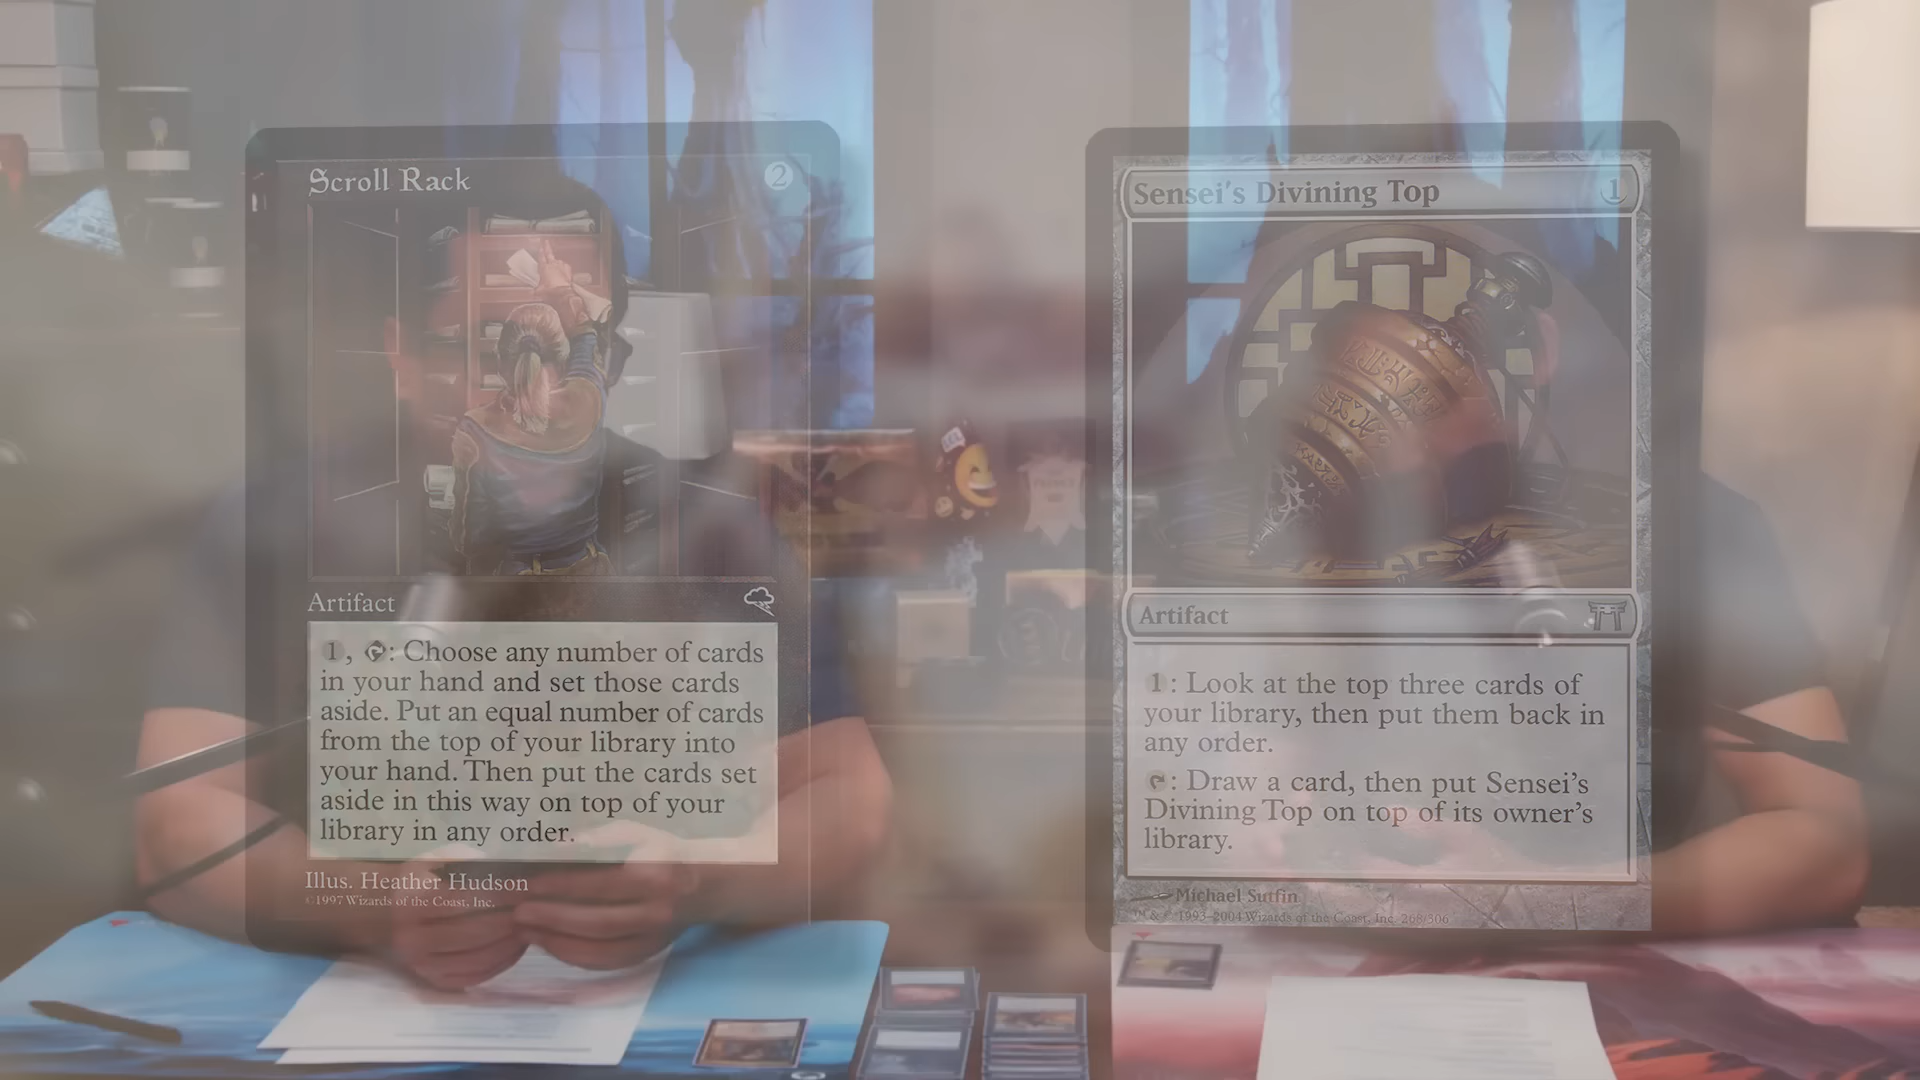 Scroll Rack
2
Artifact
1, : Choose any number of cards
in your hand and set those cards
aside. Put an equal number of cards
from the top of your library into
your hand. Then put the cards set
aside in this way on top of your
library in any order.
Illus. Heather Hudson
©1997 Wizards of the Coast, Inc.
Sensei's Divining Top
1
Artifact
1: Look at the top three cards of
your library, then put them back in
any order.
: Draw a card, then put Sensei's
Divining Top on top of its owner's
library.
Michael Sutfin
™ & © 1993–2004 Wizards of the Coast, Inc. 268/306